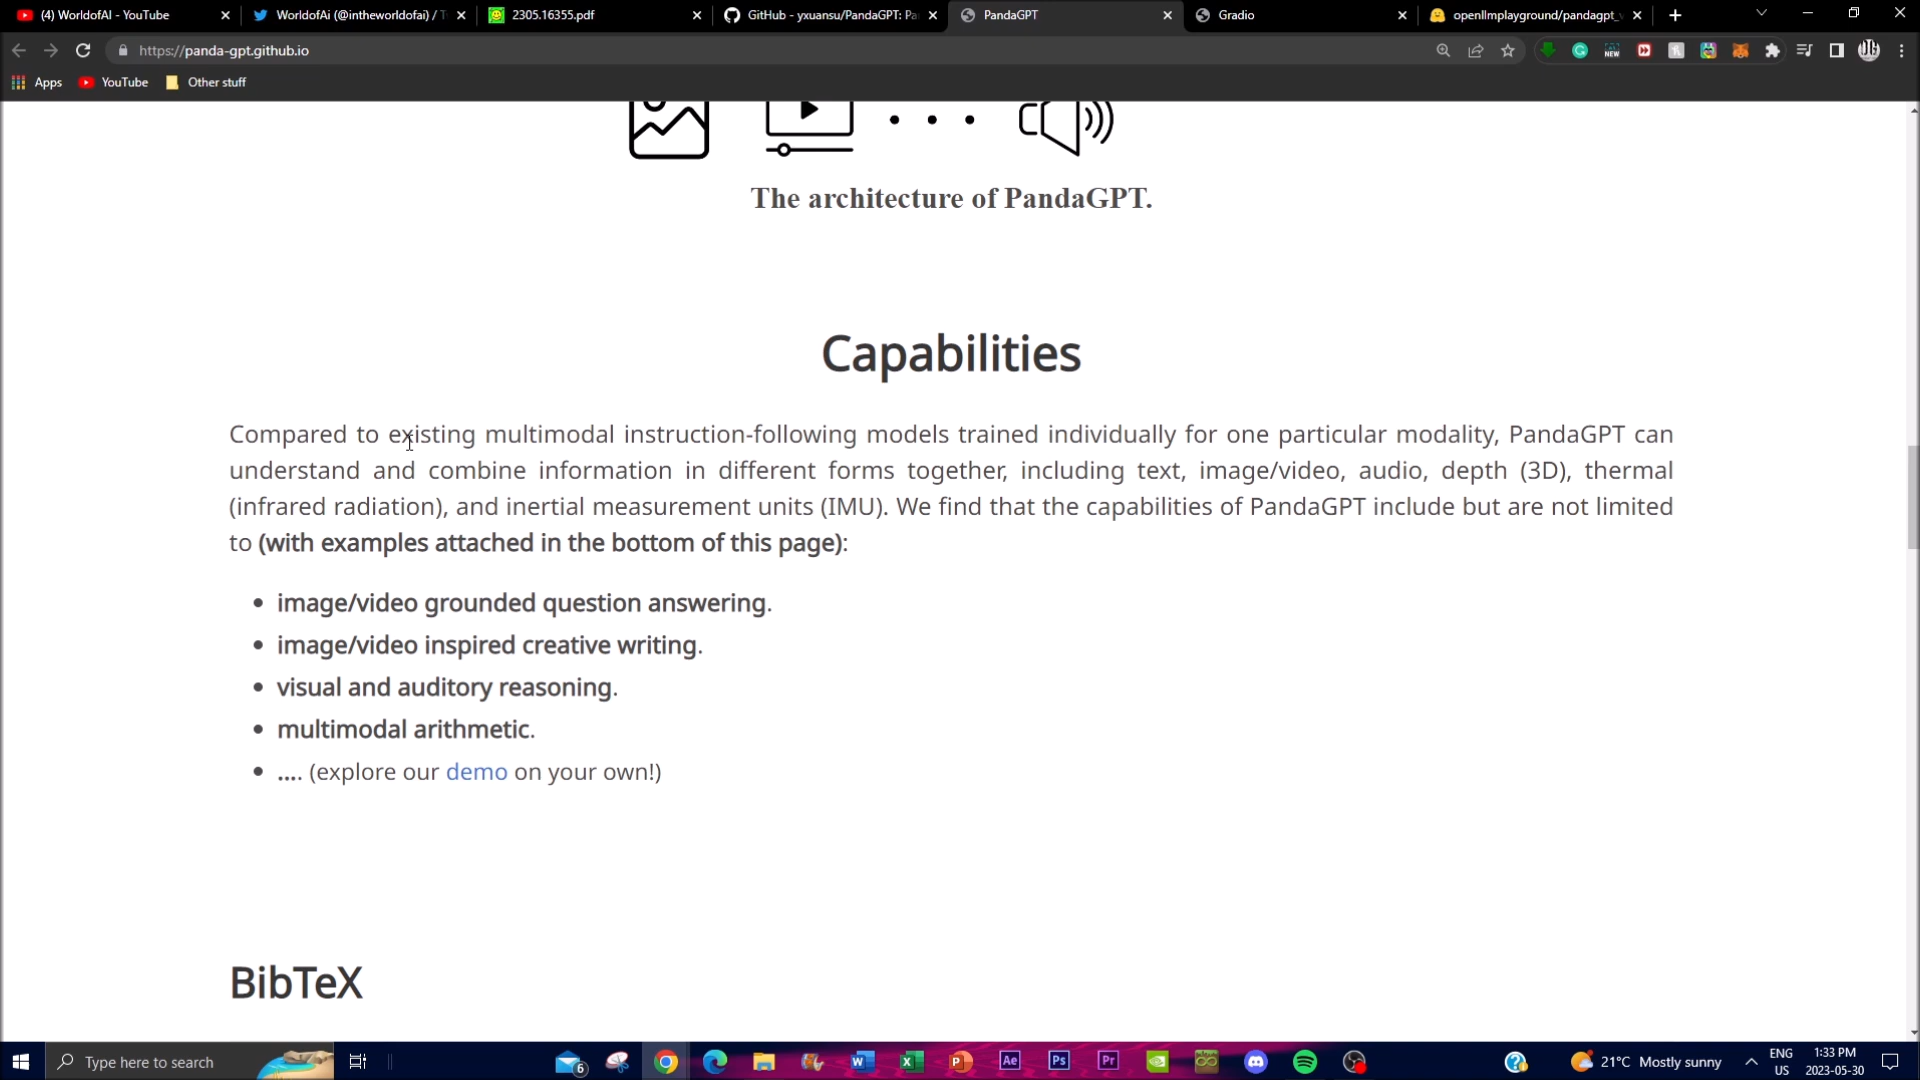 (4) WorldofAI - YouTube
WorldofAi (@intheworldofai) / T
2305.16355.pdf
GitHub - yxuansu/PandaGPT: Pa
PandaGPT
Gradio
openllmplayground/pandagpt_v
https://panda-gpt.github.io
NEW
Apps
YouTube
Other stuff
The architecture of PandaGPT.
Capabilities
Compared to existing multimodal instruction-following models trained individually for one particular modality, PandaGPT can
understand and combine information in different forms together, including text, image/video, audio, depth (3D), thermal
(infrared radiation), and inertial measurement units (IMU). We find that the capabilities of PandaGPT include but are not limited
to (with examples attached in the bottom of this page):
• image/video grounded question answering.
• image/video inspired creative writing.
• visual and auditory reasoning.
• multimodal arithmetic.
• .... (explore our demo on your own!)
BibTeX
Type here to search
6
Ae
Ps
Pr
21°C Mostly sunny
ENG
US
1:33 PM
2023-05-30